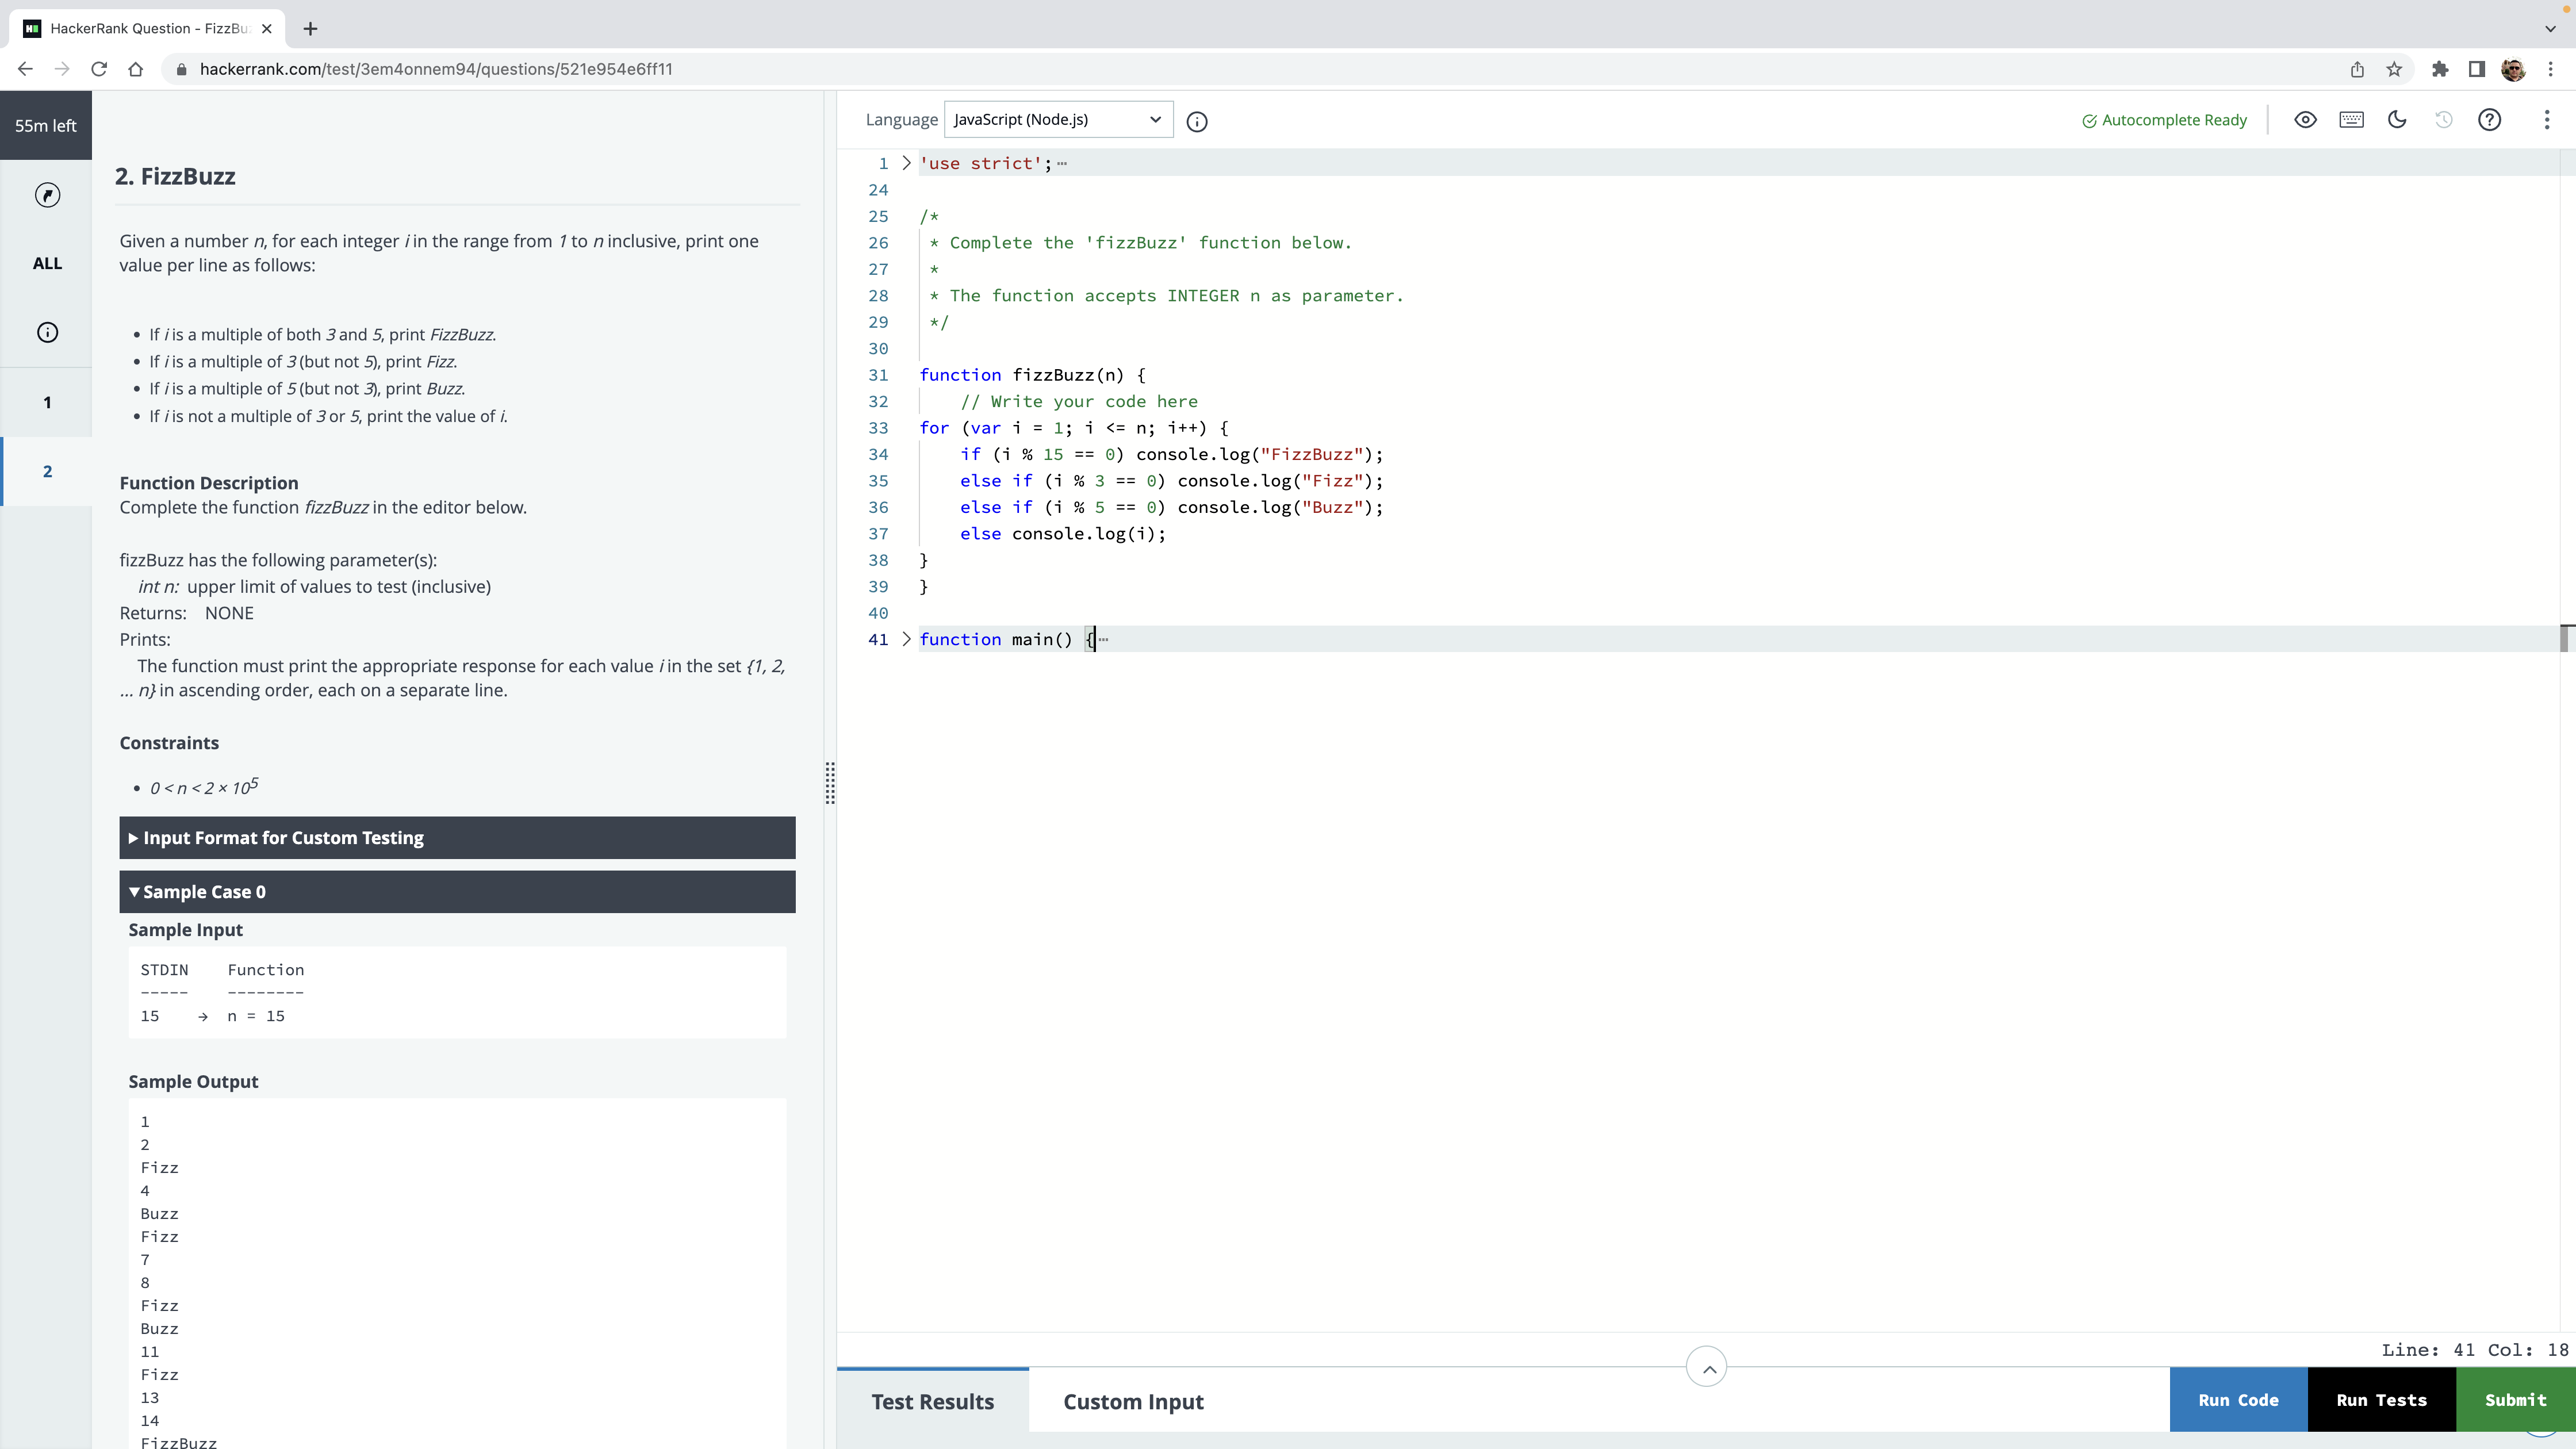 HackerRank Question - FizzBu
hackerrank.com/test/3em4onnem94/questions/521e954e6ff11
55m left
ALL
1
2
2. FizzBuzz
Given a number n, for each integer i in the range from 1 to n inclusive, print one
value per line as follows:
• If i is a multiple of both 3 and 5, print FizzBuzz.
• If i is a multiple of 3 (but not 5), print Fizz.
• If i is a multiple of 5 (but not 3), print Buzz.
• If i is not a multiple of 3 or 5, print the value of i.
Function Description
Complete the function fizzBuzz in the editor below.
fizzBuzz has the following parameter(s):
int n: upper limit of values to test (inclusive)
Returns: NONE
Prints:
The function must print the appropriate response for each value i in the set {1, 2,
... n} in ascending order, each on a separate line.
Constraints
• 0 < n < 2 × 10^5
Input Format for Custom Testing
Sample Case 0
Sample Input
STDIN Function
----- --------
15 → n = 15
Sample Output
1
2
Fizz
4
Buzz
Fizz
7
8
Fizz
Buzz
11
Fizz
13
14
FizzBuzz
Language JavaScript (Node.js)
Autocomplete Ready
1 'use strict';
24
25 /*
26 * Complete the 'fizzBuzz' function below.
27 *
28 * The function accepts INTEGER n as parameter.
29 */
30
31 function fizzBuzz(n) {
32 // Write your code here
33 for (var i = 1; i <= n; i++) {
34 if (i % 15 == 0) console.log("FizzBuzz");
35 else if (i % 3 == 0) console.log("Fizz");
36 else if (i % 5 == 0) console.log("Buzz");
37 else console.log(i);
38 }
39 }
40
41 function main() {
Line: 41 Col: 18
Test Results
Custom Input
Run Code
Run Tests
Submit